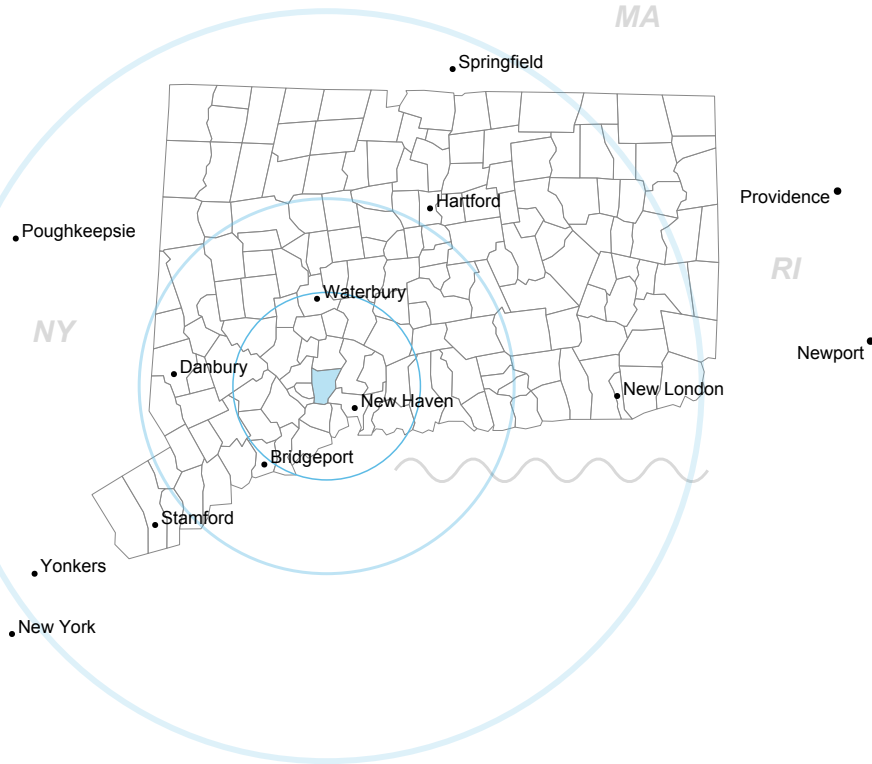 MA
Springfield
Providence
Hartford
Poughkeepsie
RI
Waterbury
NY
Newport
Danbury
New London
New Haven
Bridgeport
Stamford
Yonkers
New York